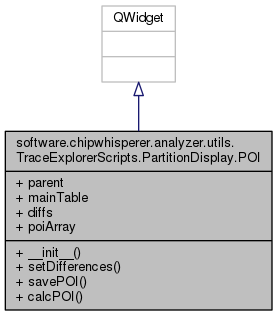 QWidget
software.chipwhisperer.analyzer.utils.
TraceExplorerScripts.PartitionDisplay.POI
+ parent
+ mainTable
+ diffs
+ poiArray
+ __init__()
+ setDifferences()
+ savePOI()
+ calcPOI()